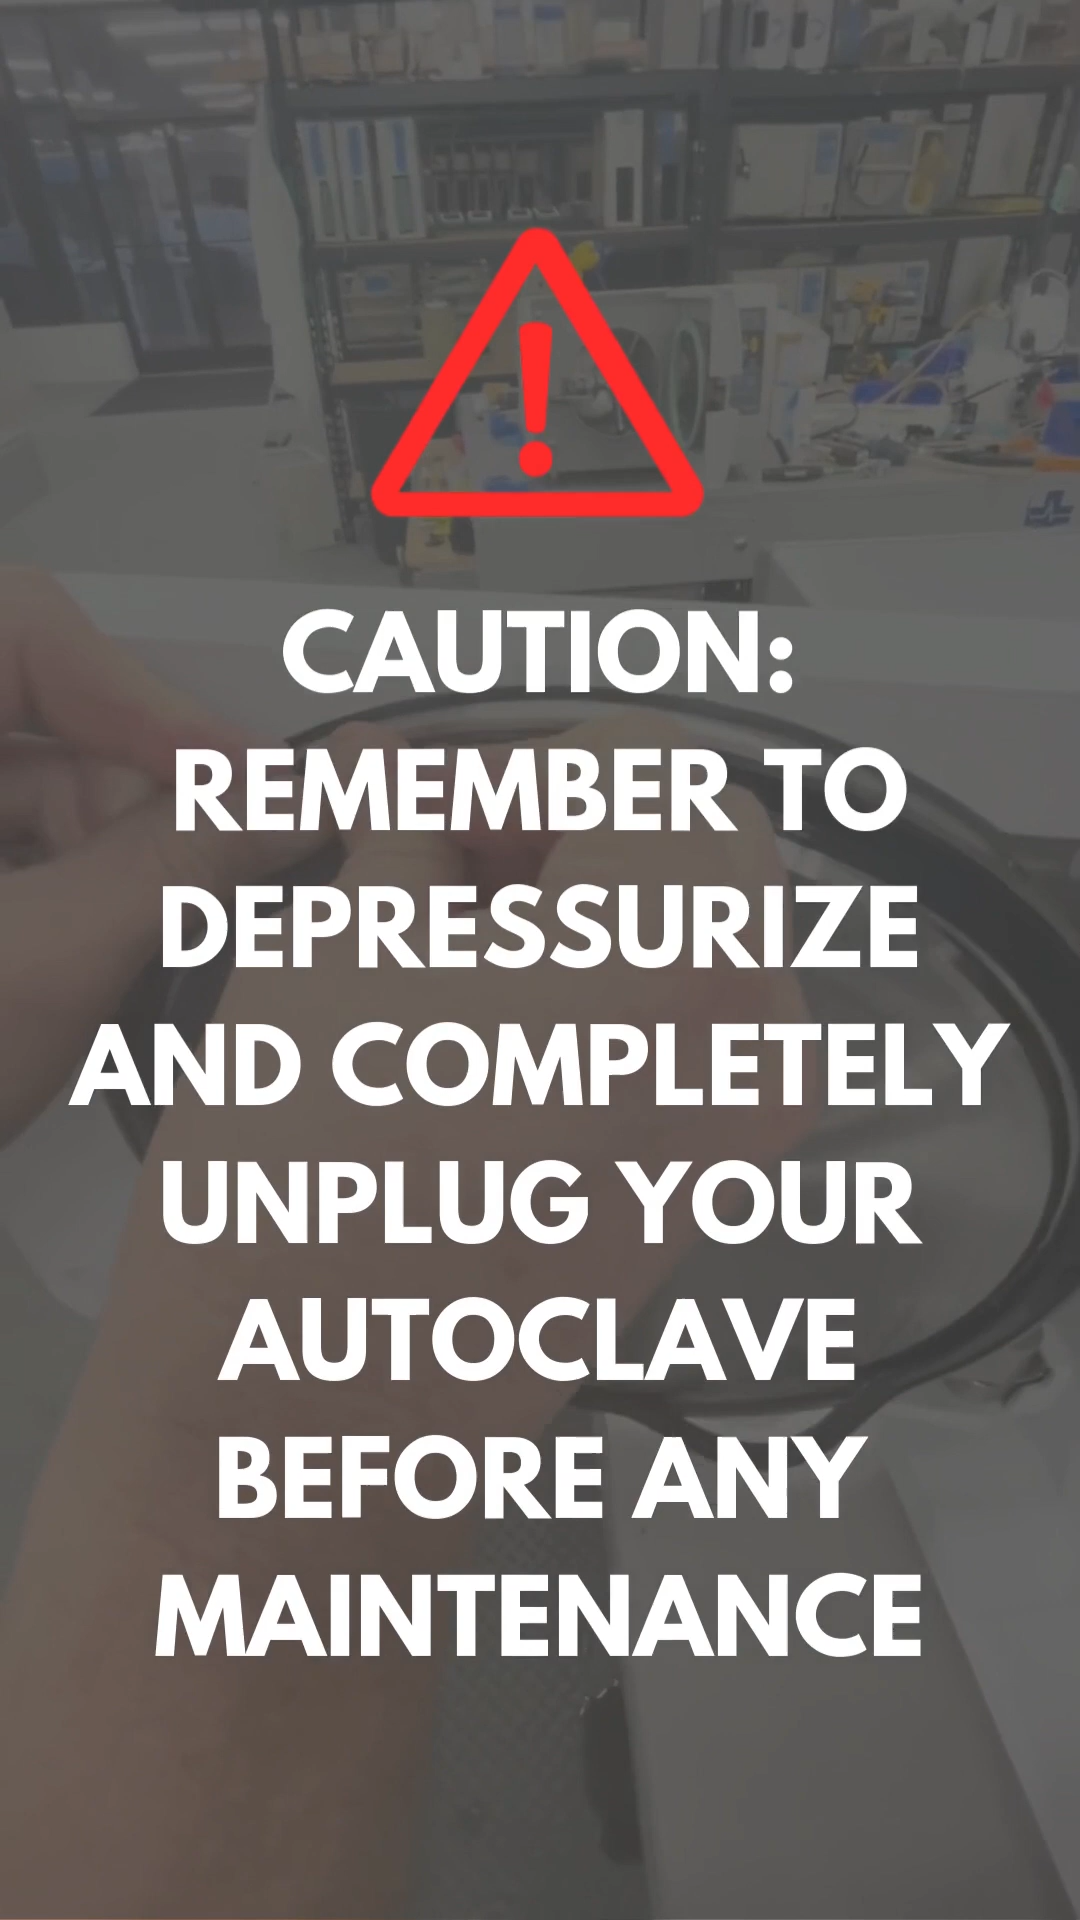 CAUTION:
REMEMBER TO
DEPRESSURIZE
AND COMPLETELY
UNPLUG YOUR
AUTOCLAVE
BEFORE ANY
MAINTENANCE